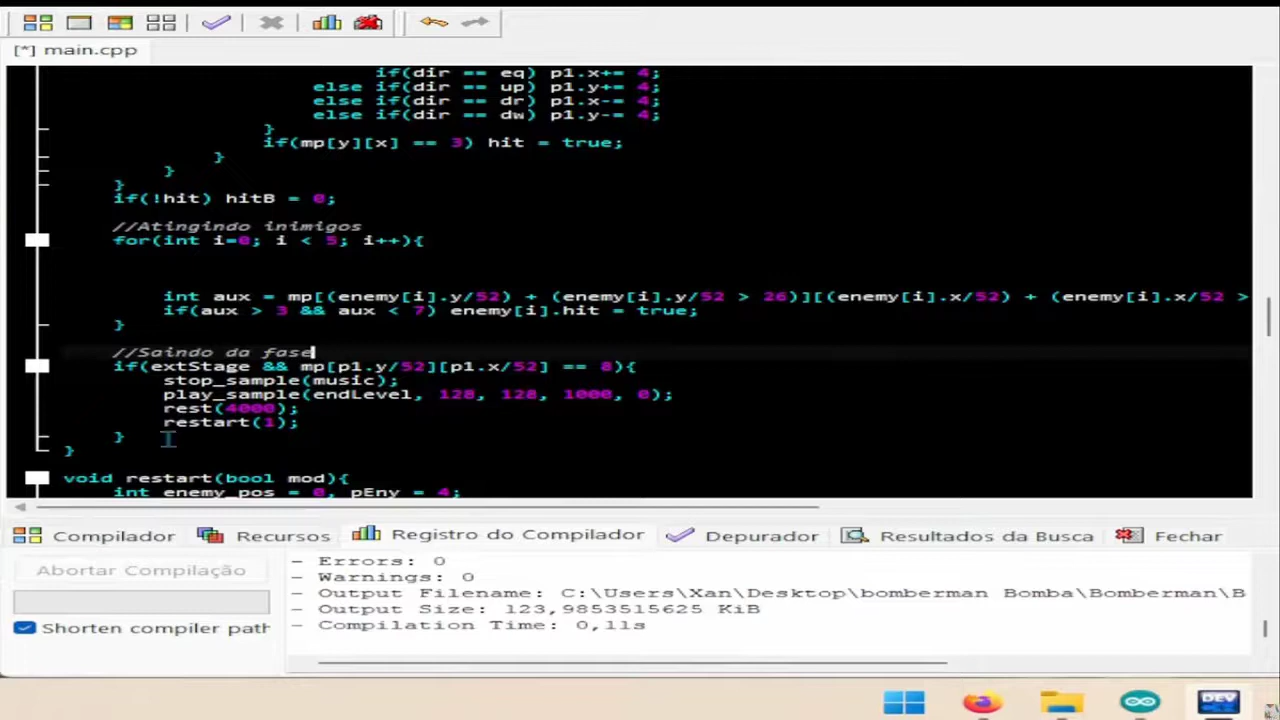 [*] main.cpp
if(dir == eq) p1.x+= 4;
else if(dir == up) p1.y+= 4;
else if(dir == dr) p1.x-= 4;
else if(dir == dw) p1.y-= 4;
}
if(mp[y][x] == 3) hit = true;
}
}
}
if(!hit) hitB = 0;
//Atingindo inimigos
for(int i=0; i < 5; i++){
int aux = mp[(enemy[i].y/52) + (enemy[i].y/52 > 26)][(enemy[i].x/52) + (enemy[i].x/52 >
if(aux > 3 && aux < 7) enemy[i].hit = true;
}
//Saindo da fase
if(extStage && mp[p1.y/52][p1.x/52] == 8){
stop_sample(music);
play_sample(endLevel, 128, 128, 1000, 0);
rest(4000);
restart(1);
}
}
void restart(bool mod){
int enemy_pos = 0, pEny = 4;
Compilador Recursos Registro do Compilador Depurador Resultados da Busca Fechar
Abortar Compilação
Shorten compiler path
- Errors: 0
- Warnings: 0
- Output Filename: C:\Users\Xan\Desktop\bomberman Bomba\Bomberman\B
- Output Size: 123,9853515625 KiB
- Compilation Time: 0,11s
DEV